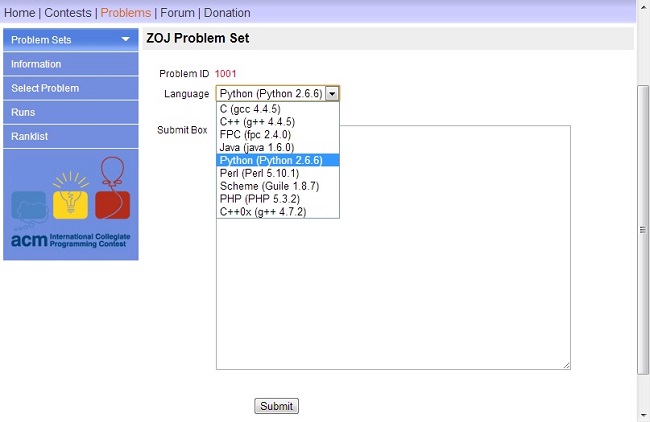 Home | Contests | Problems | Forum | Donation
Problem Sets
Information
Select Problem
Runs
Ranklist
acm International Collegiate
Programming Contest
ZOJ Problem Set
Problem ID 1001
Language Python (Python 2.6.6)
C (gcc 4.4.5)
C++ (g++ 4.4.5)
FPC (fpc 2.4.0)
Java (java 1.6.0)
Python (Python 2.6.6)
Perl (Perl 5.10.1)
Scheme (Guile 1.8.7)
PHP (PHP 5.3.2)
C++0x (g++ 4.7.2)
Submit Box
Submit